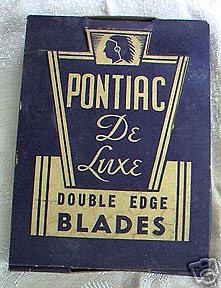 PONTIAC
De
Luxe
DOUBLE EDGE
BLADES